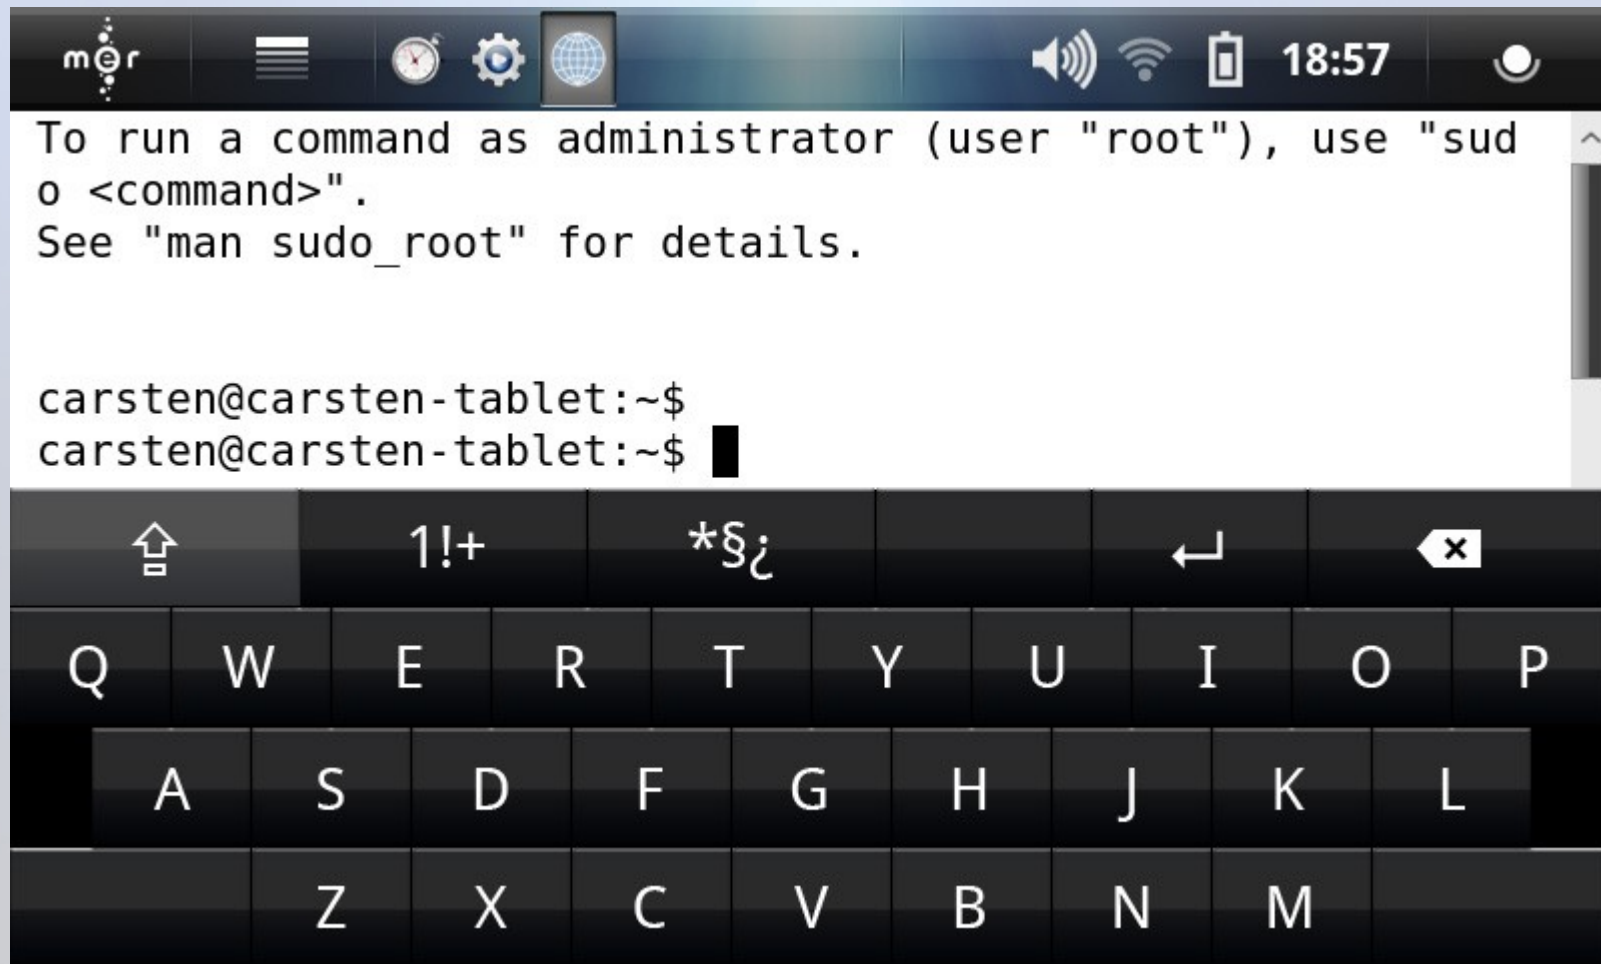 mer 18:57
To run a command as administrator (user "root"), use "sud
o <command>".
See "man sudo_root" for details.
carsten@carsten-tablet:~$
carsten@carsten-tablet:~$
1!+ *§¿
Q W E R T Y U I O P
A S D F G H J K L
Z X C V B N M